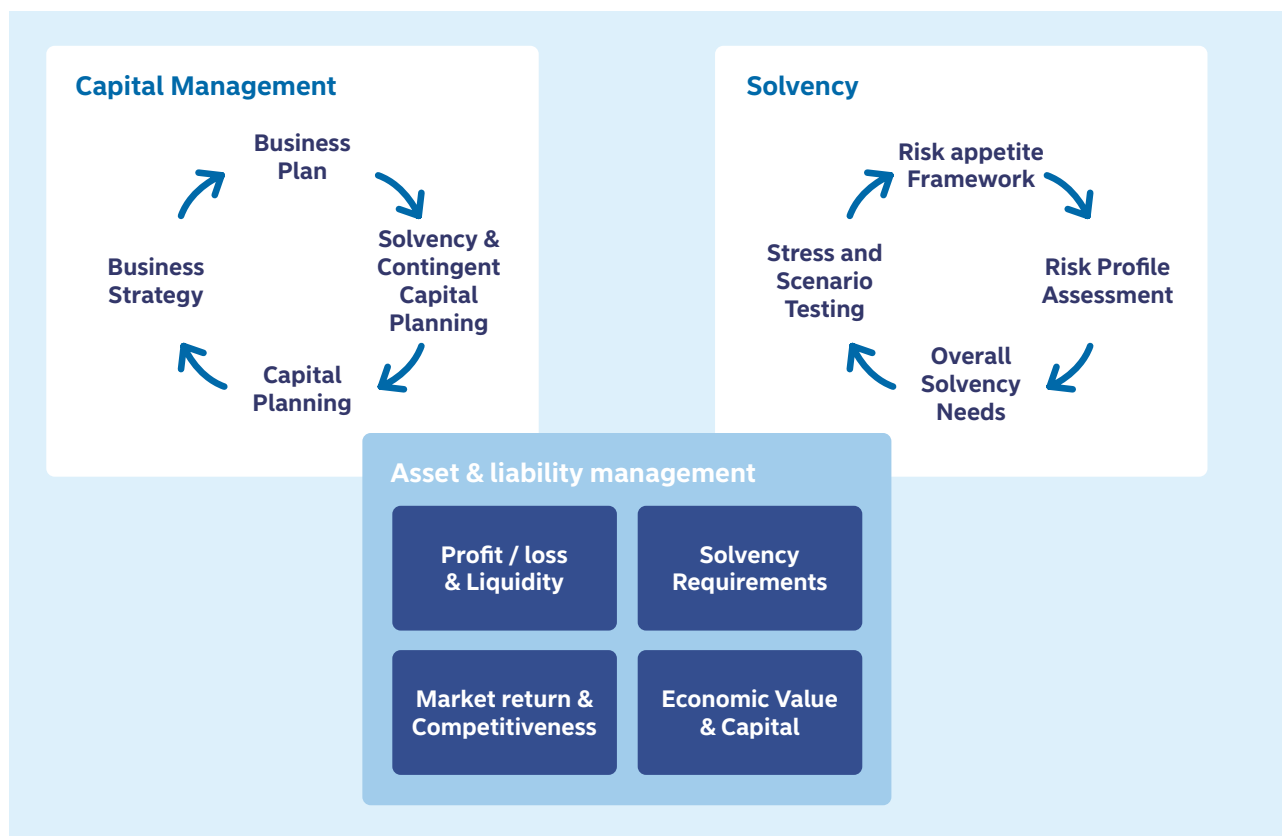 Capital Management
Business
Plan
Solvency &
Contingent
Capital
Planning
Capital
Planning
Business
Strategy
Solvency
Risk appetite
Framework
Risk Profile
Assessment
Overall
Solvency
Needs
Stress and
Scenario
Testing
Asset & liability management
Profit / loss
& Liquidity
Solvency
Requirements
Market return &
Competitiveness
Economic Value
& Capital